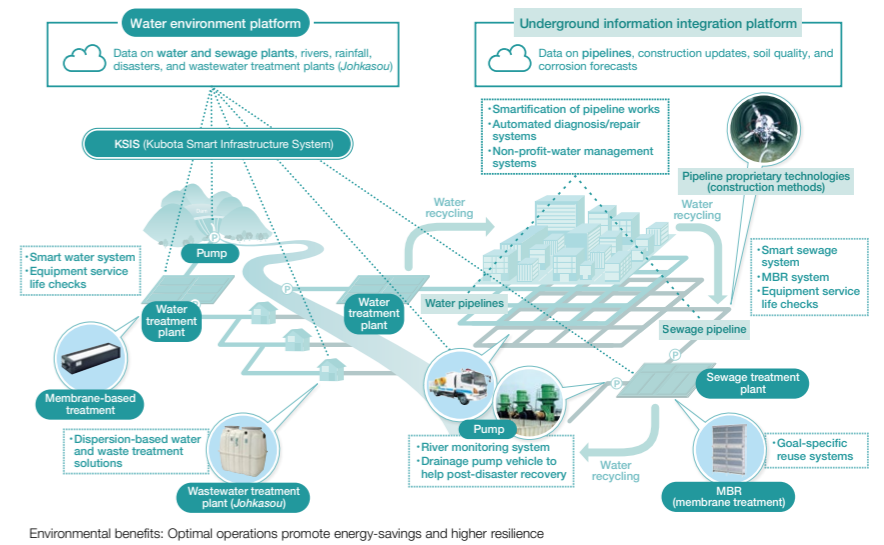 Water environment platform
Data on water and sewage plants, rivers, rainfall,
disasters, and wastewater treatment plants (Johkasou)
Underground information integration platform
Data on pipelines, construction updates, soil quality, and
corrosion forecasts
KSIS (Kubota Smart Infrastructure System)
・Smartification of pipeline works
・Automated diagnosis/repair
systems
・Non-profit-water management
systems
Pipeline proprietary technologies
(construction methods)
Water
recycling
Water
recycling
P
Pump
・Smart water system
・Equipment service
life checks
・Smart sewage
system
・MBR system
・Equipment service
life checks
P
P
Water
treatment
plant
Water
treatment
plant
Water pipelines
Sewage pipeline
P
P
Membrane-based
treatment
Sewage treatment
plant
Pump
・Dispersion-based water
and waste treatment
solutions
・River monitoring system
・Drainage pump vehicle to
help post-disaster recovery
Water
recycling
・Goal-specific
reuse systems
Wastewater treatment
plant (Johkasou)
MBR
(membrane treatment)
Environmental benefits: Optimal operations promote energy-savings and higher resilience